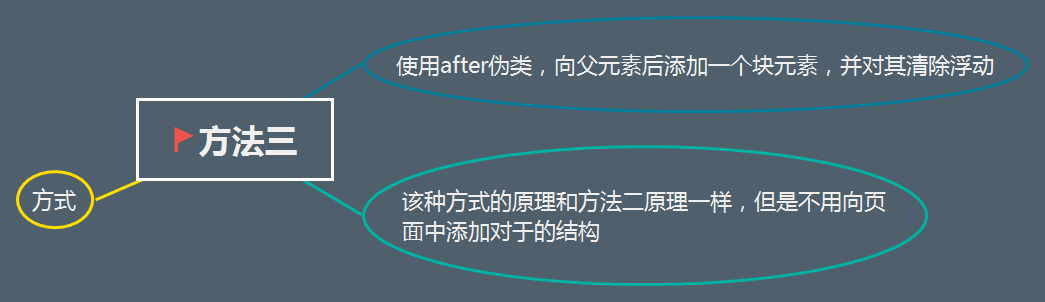 使用after伪类，向父元素后添加一个块元素，并对其清除浮动
方法三
方式
该种方式的原理和方法二原理一样，但是不用向页
面中添加对于的结构